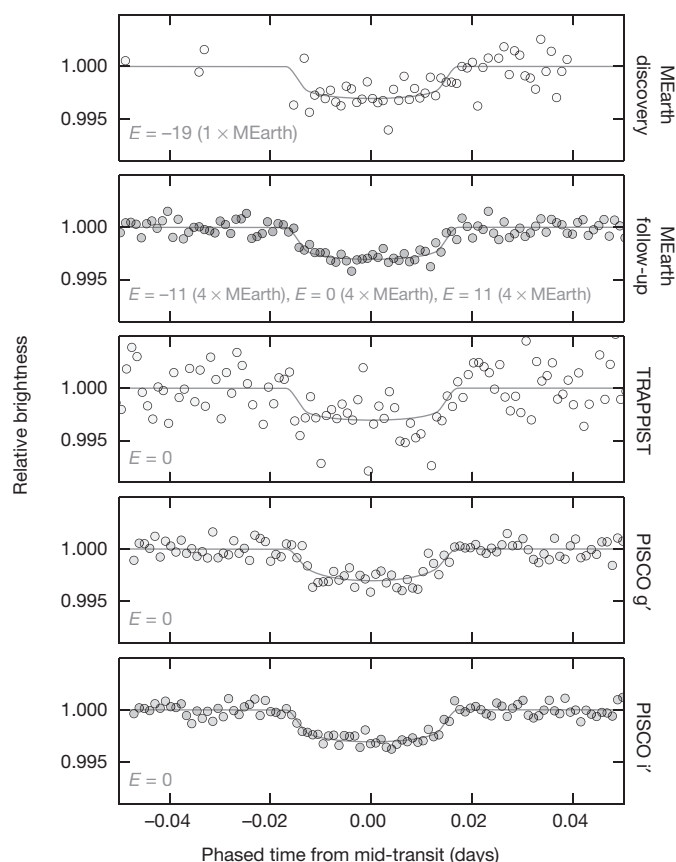 Relative brightness
1.000
0.995
E = –19 (1 × MEarth)
MEarth
discovery
1.000
0.995
E = –11 (4 × MEarth), E = 0 (4 × MEarth), E = 11 (4 × MEarth)
MEarth
follow-up
1.000
0.995
E = 0
TRAPPIST
1.000
0.995
E = 0
PISCO g′
1.000
0.995
E = 0
PISCO i′
–0.04 –0.02 0.00 0.02 0.04
Phased time from mid-transit (days)